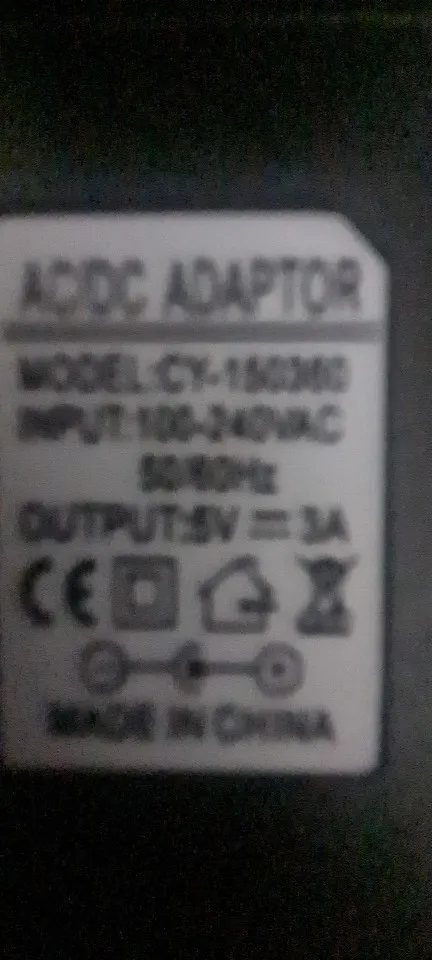 AC/DC ADAPTOR
INPUT:100-240VAC
50/60Hz
OUTPUT:5V ⎓ 3A
CE
MADE IN CHINA